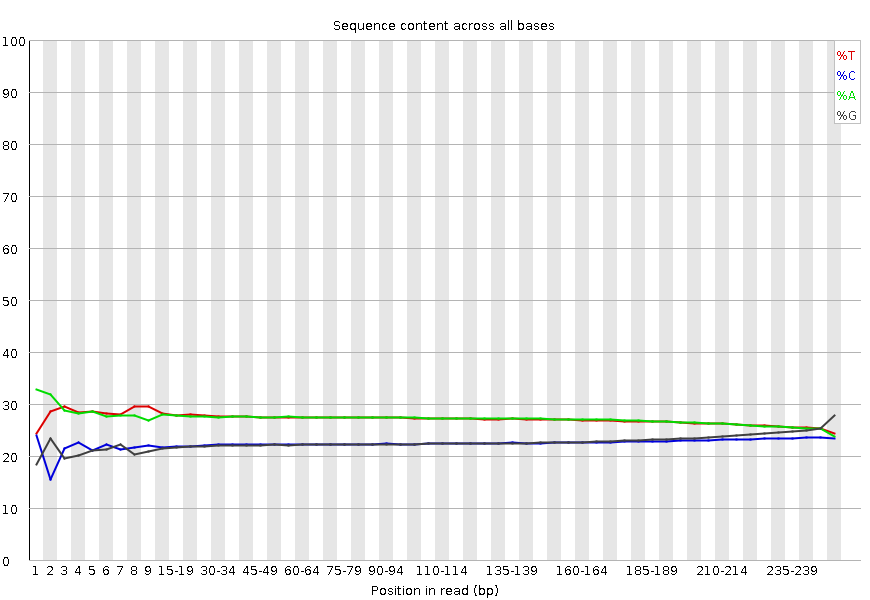 Sequence content across all bases
100
90
80
70
60
50
40
30
20
10
0
%T
%C
%A
%G
1 2 3 4 5 6 7 8 9 15-19 30-34 45-49 60-64 75-79 90-94 110-114 135-139 160-164 185-189 210-214 235-239
Position in read (bp)